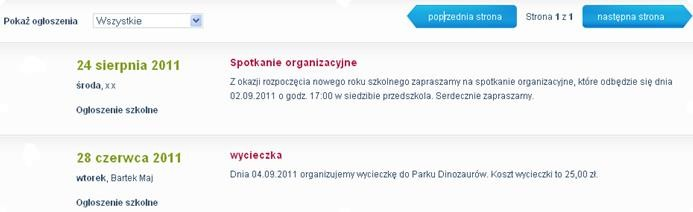 Pokaż ogłoszenia Wszystkie poprzednia strona Strona 1 z 1 następna strona
24 sierpnia 2011 Spotkanie organizacyjne
środa, x x Z okazji rozpoczęcia nowego roku szkolnego zapraszamy na spotkanie organizacyjne, które odbędzie się dnia
02.09.2011 o godz. 17:00 w siedzibie przedszkola. Serdecznie zapraszamy.
Ogłoszenie szkolne
28 czerwca 2011 wycieczka
wtorek, Bartek Maj Dnia 04.09.2011 organizujemy wycieczkę do Parku Dinozaurów. Koszt wycieczki to 25,00 zł.
Ogłoszenie szkolne